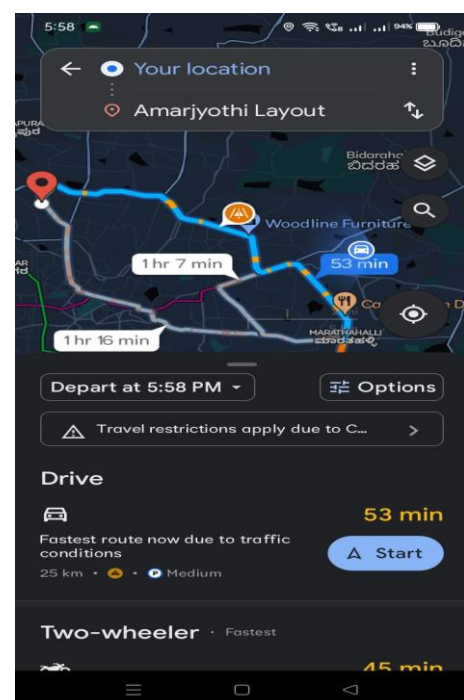 5:58
94%
Your location
Amarjyothi Layout
Bidaraha
ಬಿದರಹ
Woodline Furniture
1 hr 7 min
53 min
MARATHAHALLI
ಮಾರತಹಳ್ಳಿ
1 hr 16 min
Depart at 5:58 PM
Options
Travel restrictions apply due to C...
Drive
53 min
Fastest route now due to traffic
conditions
Start
25 km • • P Medium
Two-wheeler · Fastest
45 min